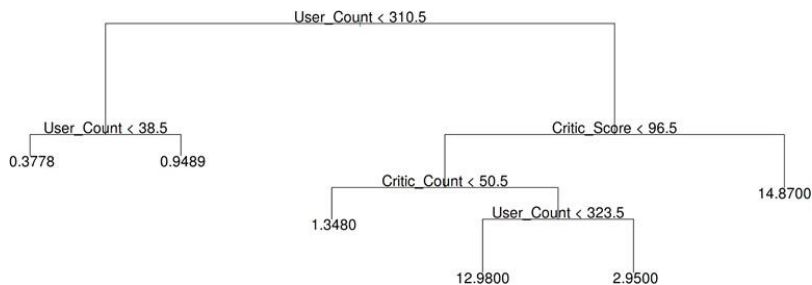 User_Count < 310.5
User_Count < 38.5
Critic_Score < 96.5
0.3778
0.9489
Critic_Count < 50.5
14.8700
1.3480
User_Count < 323.5
12.9800
2.9500